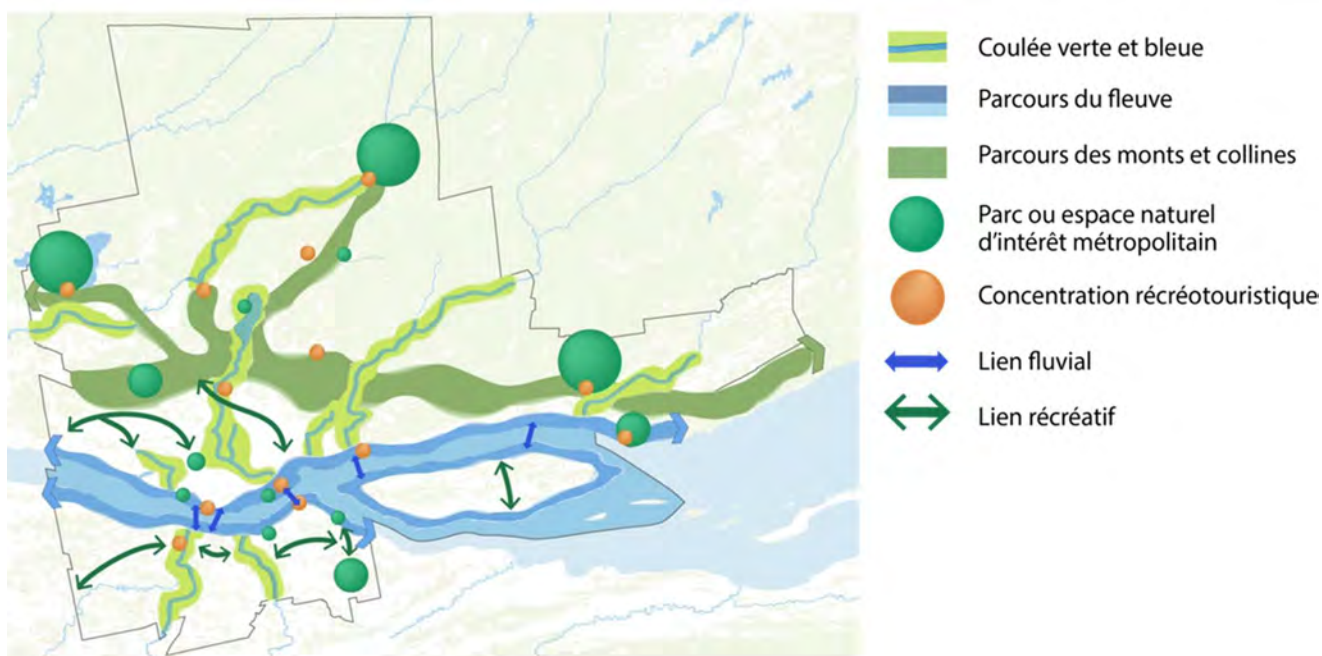 Coulée verte et bleue
Parcours du fleuve
Parcours des monts et collines
Parc ou espace naturel
d'intérêt métropolitain
Concentration récréotouristique
Lien fluvial
Lien récréatif